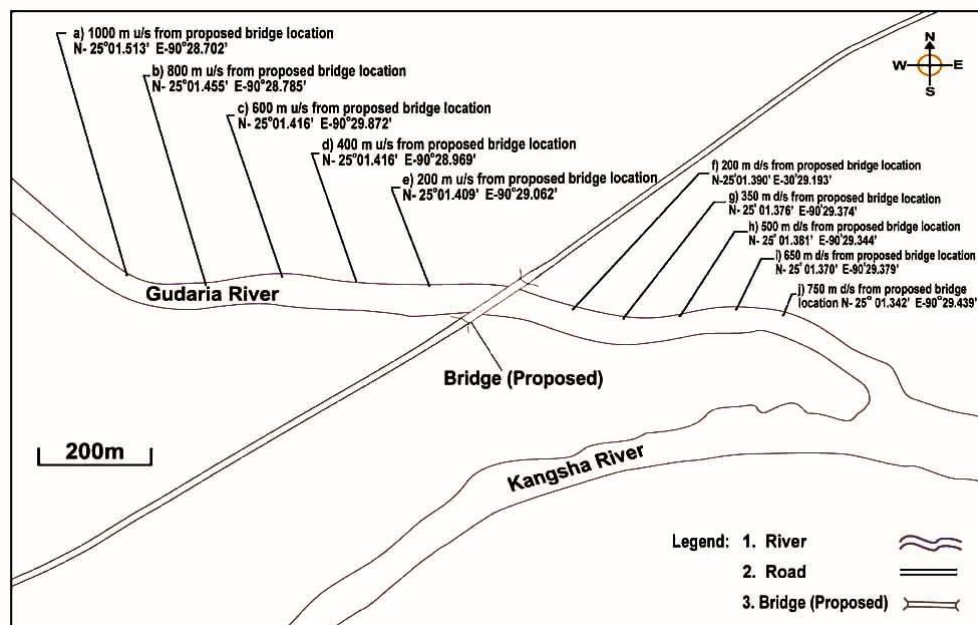 a) 1000 m u/s from proposed bridge location
N- 25°01.513' E-90°28.702'
b) 800 m u/s from proposed bridge location
N- 25°01.455' E-90°28.785'
c) 600 m u/s from proposed bridge location
N- 25°01.416' E-90°29.872'
d) 400 m u/s from proposed bridge location
N- 25°01.416' E-90°28.969'
e) 200 m u/s from proposed bridge location
N- 25°01.409' E-90°29.062'
N
W E
S
f) 200 m d/s from proposed bridge location
N-25°01.390' E-30°29.193'
g) 350 m d/s from proposed bridge location
N- 25°01.376' E-90°29.374'
h) 500 m d/s from proposed bridge location
N- 25°01.381' E-90°29.344'
i) 650 m d/s from proposed bridge location
N- 25°01.370' E-90°29.379'
j) 750 m d/s from proposed bridge
location N- 25° 01.342' E-90°29.439'
Gudaria River
Bridge (Proposed)
200m
Kangsha River
Legend: 1. River
2. Road
3. Bridge (Proposed)